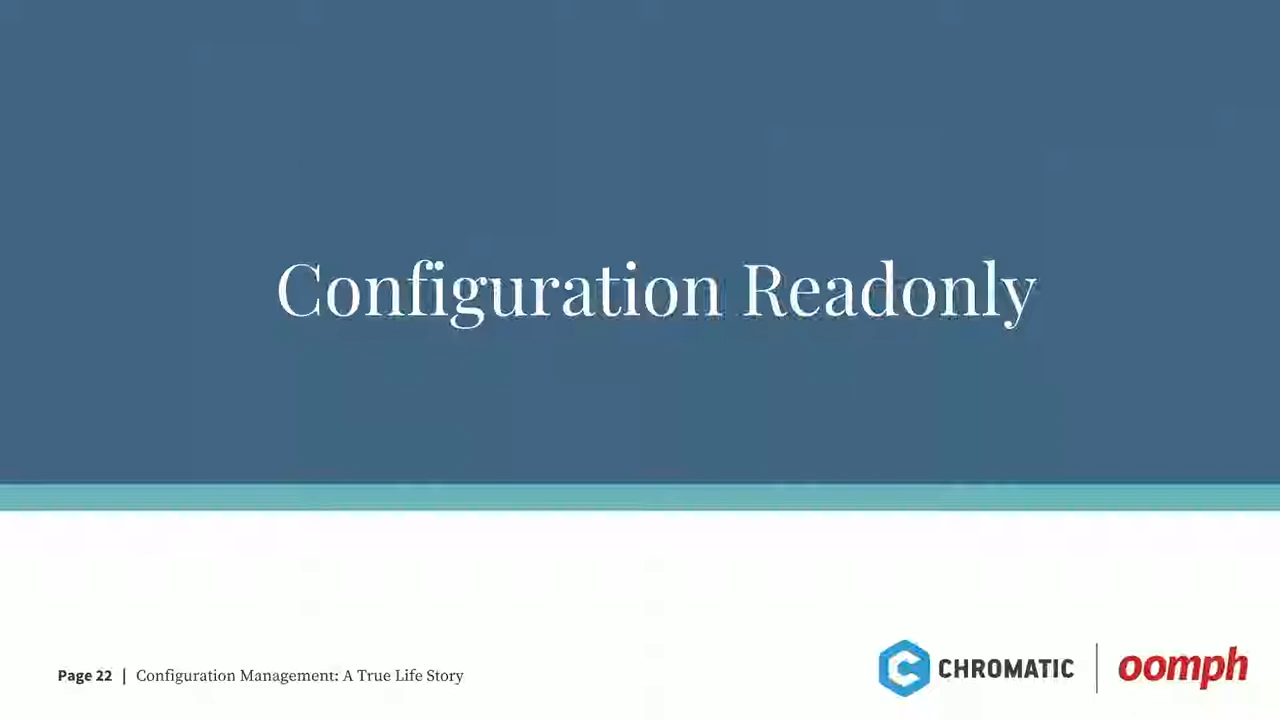 Configuration Readonly
Page 22 | Configuration Management: A True Life Story
CHROMATIC | oomph